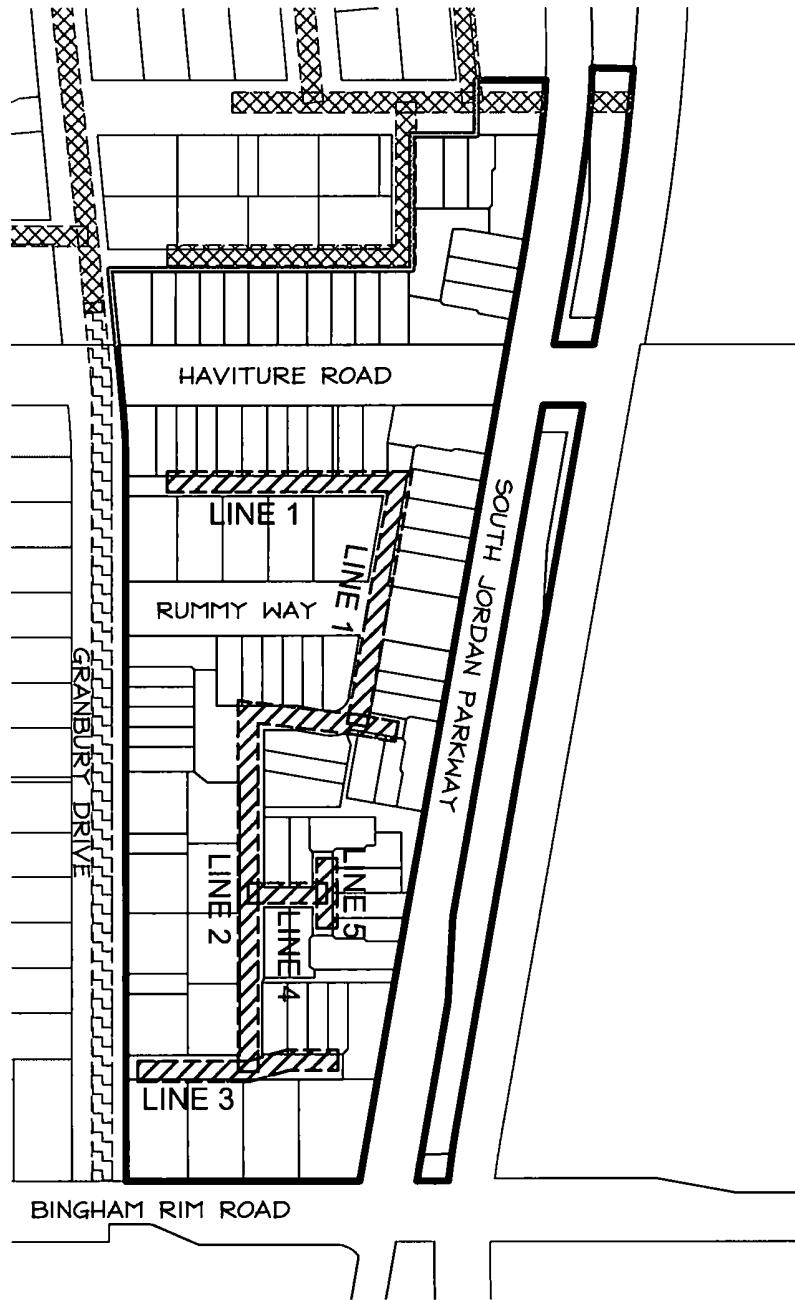 HAVITURE ROAD
LINE 1
LINE 1
SOUTH JORDAN PARKWAY
RUMMY WAY
GRANBURY DRIVE
LINE 2
LINE 5
LINE 4
LINE 3
BINGHAM RIM ROAD